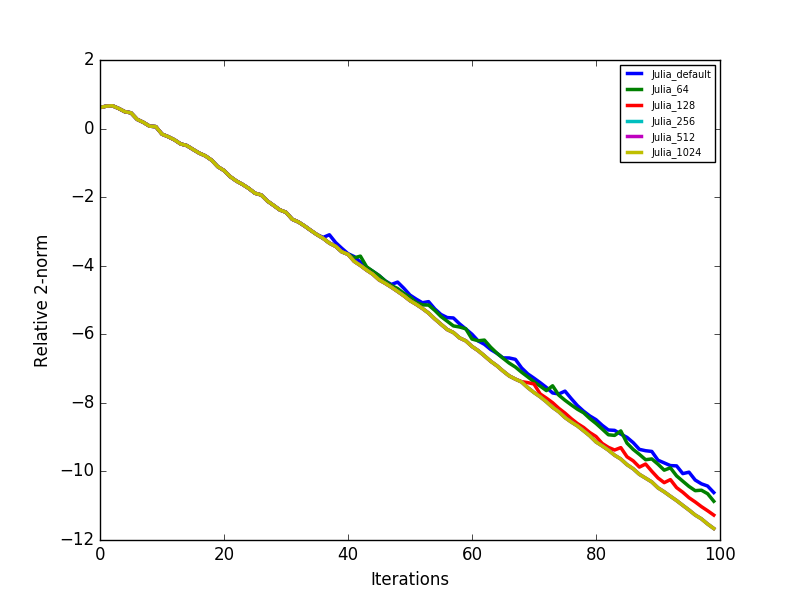 2
0
−2
−4
−6
−8
−10
−12
0 20 40 60 80 100
Relative 2-norm
Iterations
Julia_default
Julia_64
Julia_128
Julia_256
Julia_512
Julia_1024